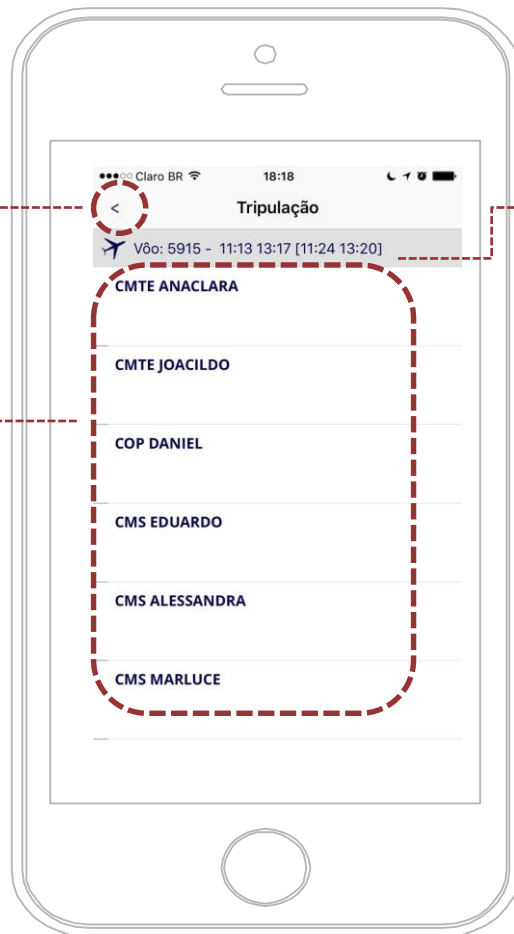 Claro BR 18:18
< Tripulação
Vôo: 5915 - 11:13 13:17 [11:24 13:20]
CMTE ANACLARA
CMTE JOACILDO
COP DANIEL
CMS EDUARDO
CMS ALESSANDRA
CMS MARLUCE